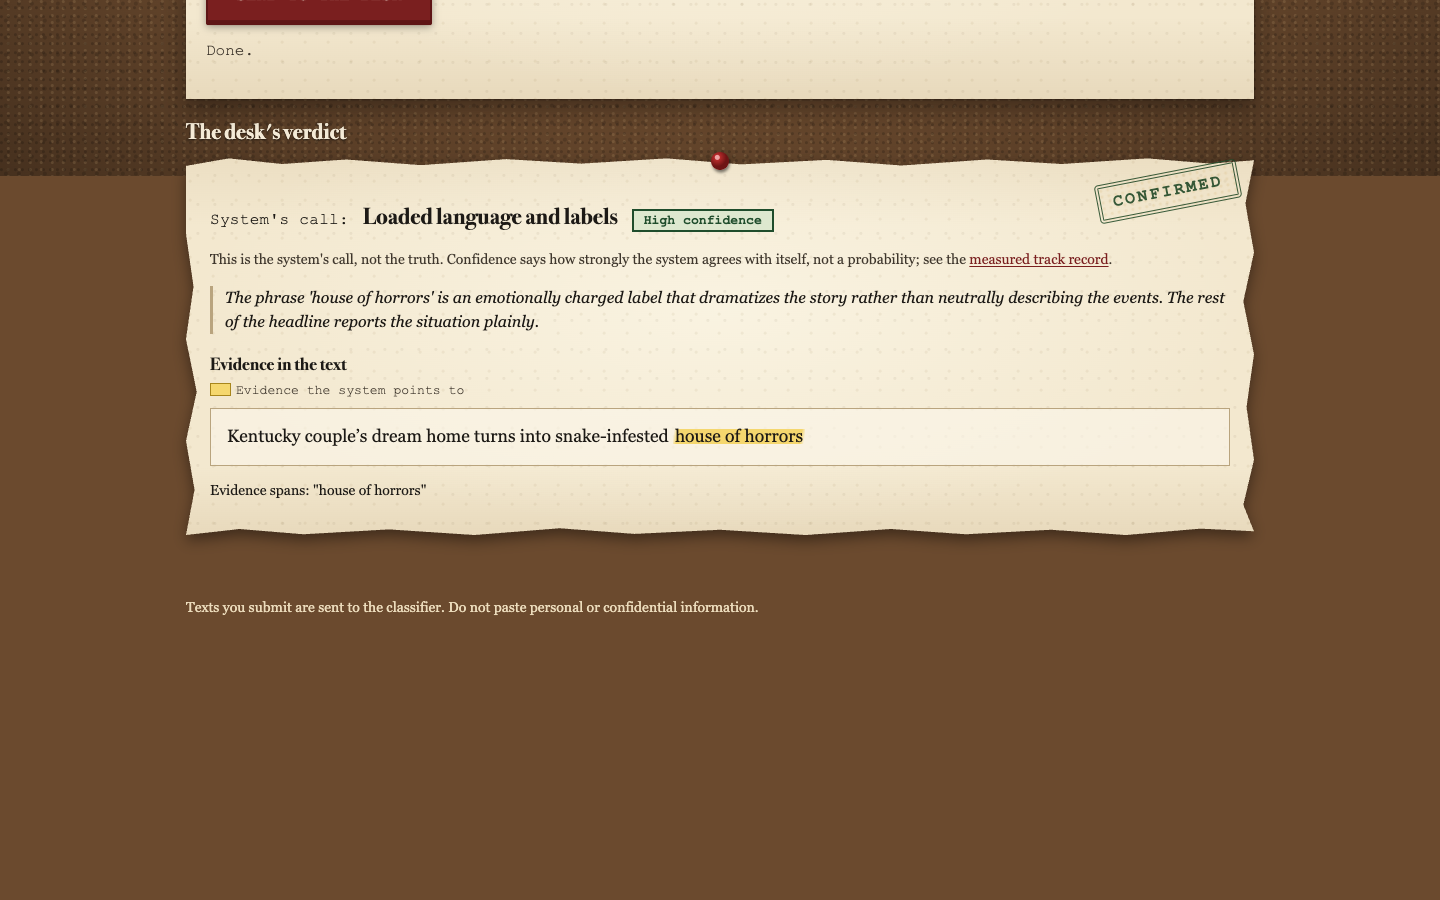 Done.
The desk's verdict
CONFIRMED
System's call: Loaded language and labels High confidence
This is the system's call, not the truth. Confidence says how strongly the system agrees with itself, not a probability; see the measured track record.
The phrase 'house of horrors' is an emotionally charged label that dramatizes the story rather than neutrally describing the events. The rest
of the headline reports the situation plainly.
Evidence in the text
Evidence the system points to
Kentucky couple’s dream home turns into snake-infested house of horrors
Evidence spans: "house of horrors"
Texts you submit are sent to the classifier. Do not paste personal or confidential information.